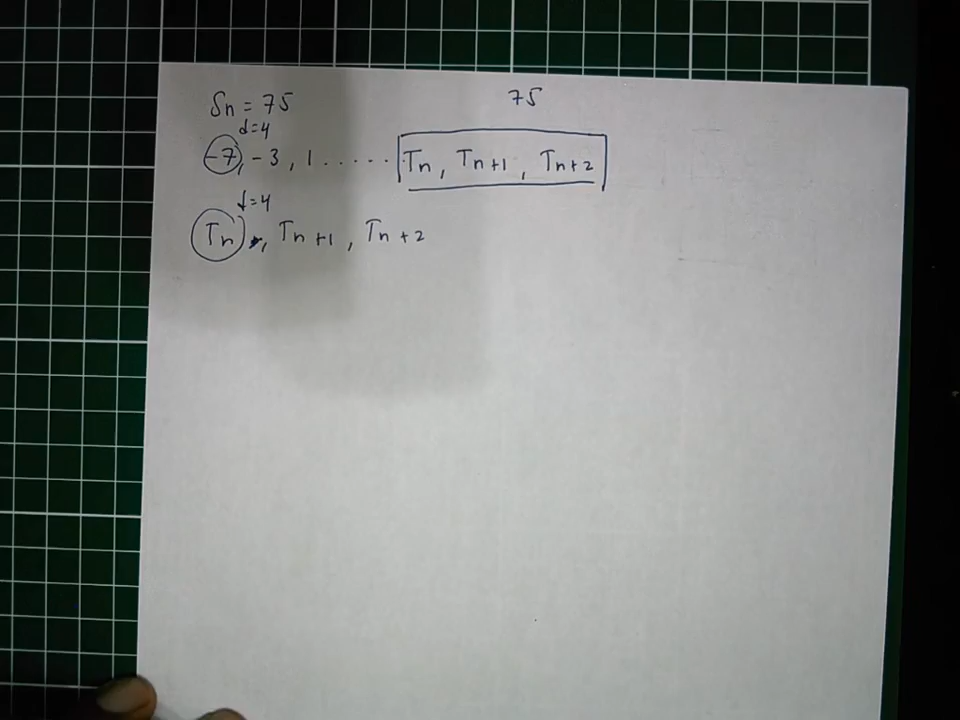 Sn = 75 75
d=4
-7, -3, 1 ..... Tn, Tn+1, Tn+2
d=4
Tn, Tn+1, Tn+2